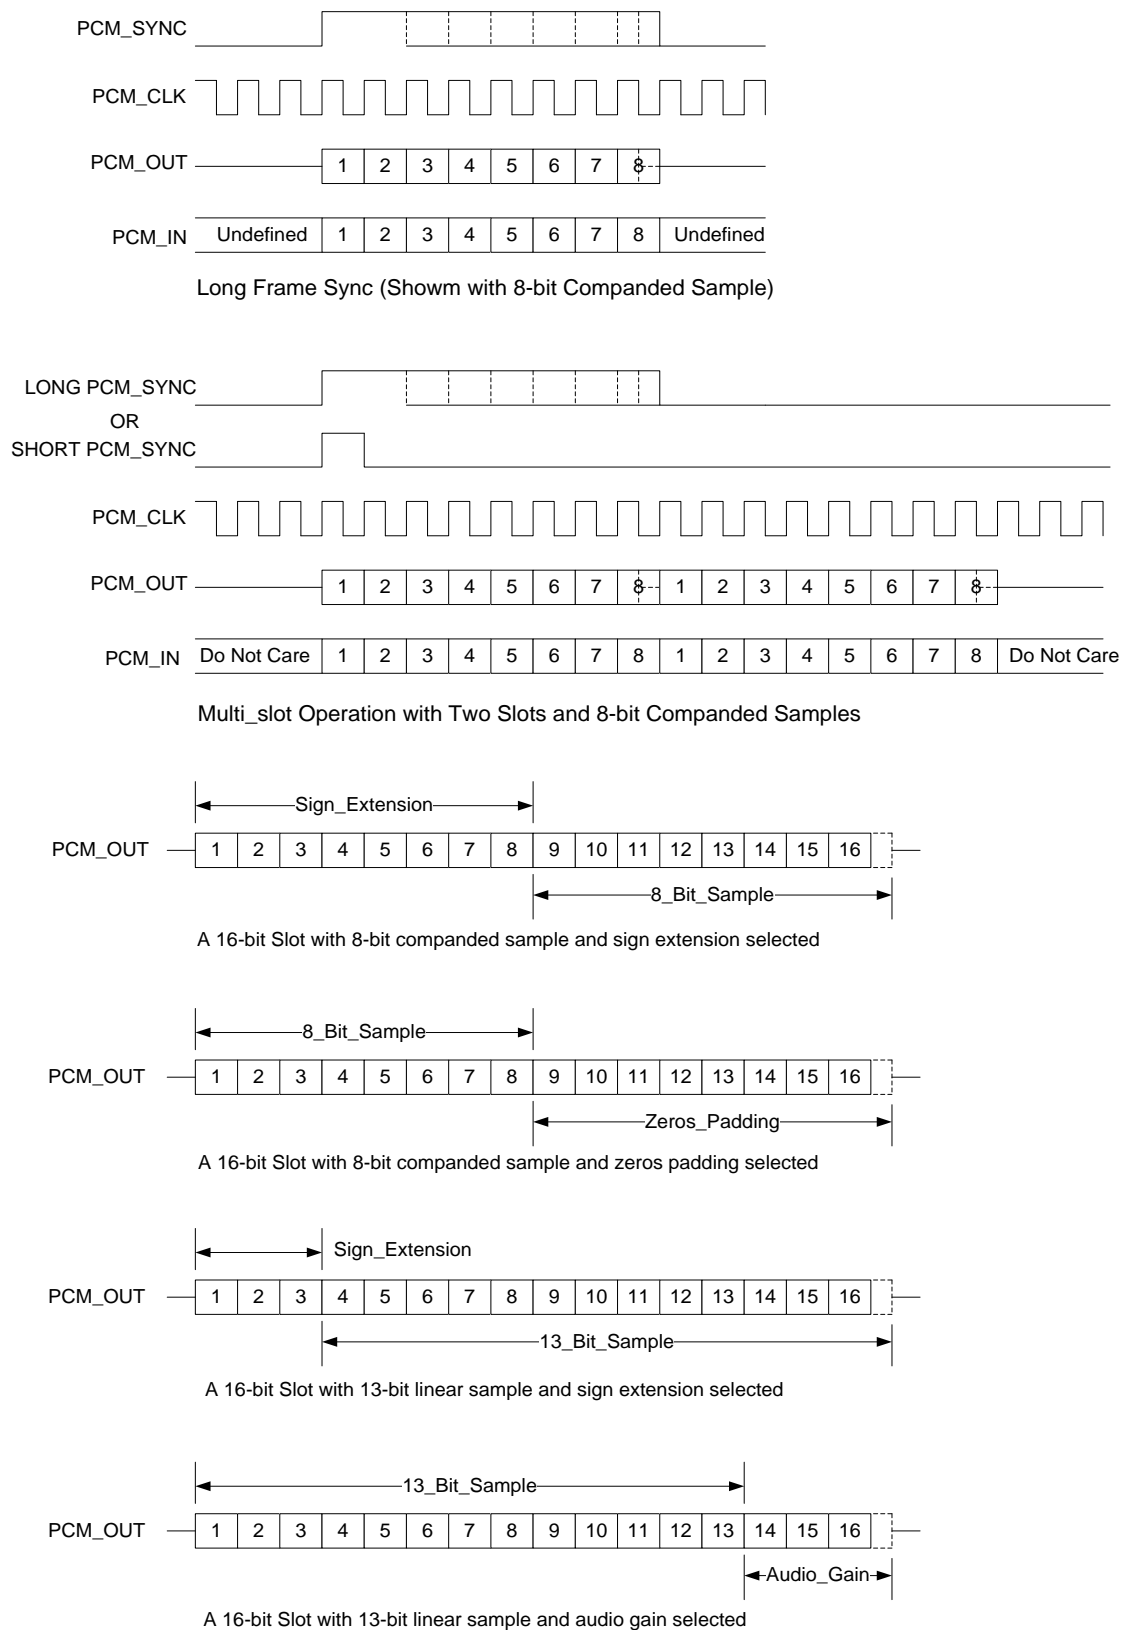 PCM_SYNC
PCM_CLK
PCM_OUT 1 2 3 4 5 6 7 8
PCM_IN Undefined 1 2 3 4 5 6 7 8 Undefined
Long Frame Sync (Showm with 8-bit Companded Sample)
LONG PCM_SYNC
OR
SHORT PCM_SYNC
PCM_CLK
PCM_OUT 1 2 3 4 5 6 7 8 1 2 3 4 5 6 7 8
PCM_IN Do Not Care 1 2 3 4 5 6 7 8 1 2 3 4 5 6 7 8 Do Not Care
Multi_slot Operation with Two Slots and 8-bit Companded Samples
Sign_Extension
PCM_OUT 1 2 3 4 5 6 7 8 9 10 11 12 13 14 15 16
8_Bit_Sample
A 16-bit Slot with 8-bit companded sample and sign extension selected
8_Bit_Sample
PCM_OUT 1 2 3 4 5 6 7 8 9 10 11 12 13 14 15 16
Zeros_Padding
A 16-bit Slot with 8-bit companded sample and zeros padding selected
Sign_Extension
PCM_OUT 1 2 3 4 5 6 7 8 9 10 11 12 13 14 15 16
13_Bit_Sample
A 16-bit Slot with 13-bit linear sample and sign extension selected
13_Bit_Sample
PCM_OUT 1 2 3 4 5 6 7 8 9 10 11 12 13 14 15 16
Audio_Gain
A 16-bit Slot with 13-bit linear sample and audio gain selected